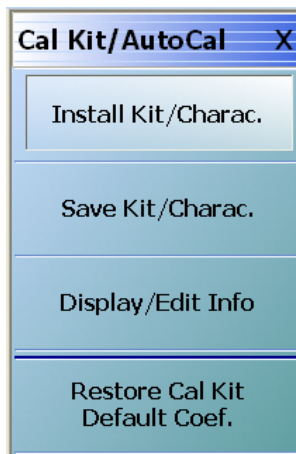 Cal Kit/AutoCal X
Install Kit/Charac.
Save Kit/Charac.
Display/Edit Info
Restore Cal Kit
Default Coef.